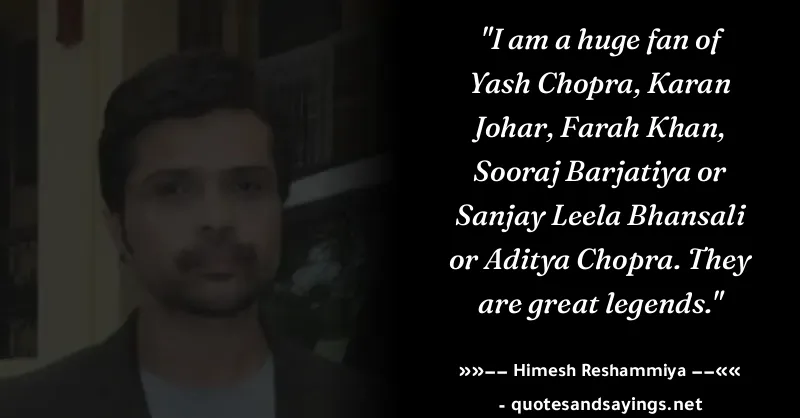 "I am a huge fan of
Yash Chopra, Karan
Johar, Farah Khan,
Sooraj Barjatiya or
Sanjay Leela Bhansali
or Aditya Chopra. They
are great legends."
»»−− Himesh Reshammiya −−««
- quotesandsayings.net